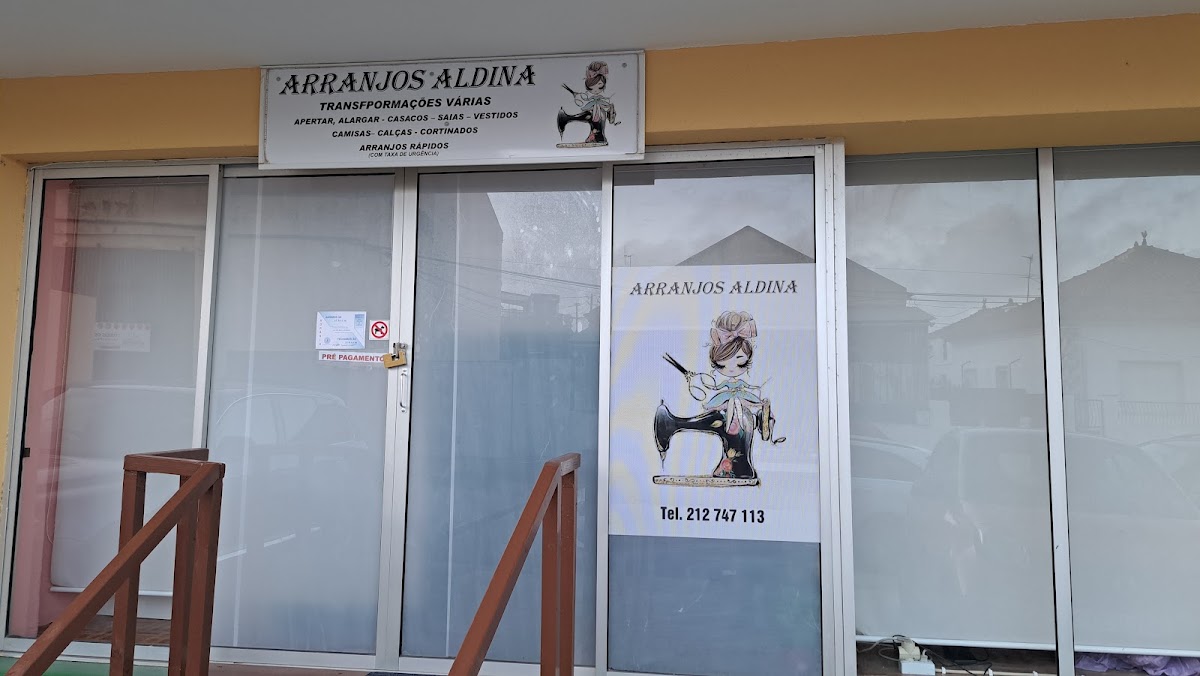 ARRANJOS ALDINA
TRANSFPORMAÇÕES VÁRIAS
APERTAR, ALARGAR - CASACOS – SAIAS – VESTIDOS
CAMISAS– CALÇAS - CORTINADOS
ARRANJOS RÁPIDOS
(COM TAXA DE URGÊNCIA)
PRÉ PAGAMENTO
ARRANJOS ALDINA
Tel. 212 747 113